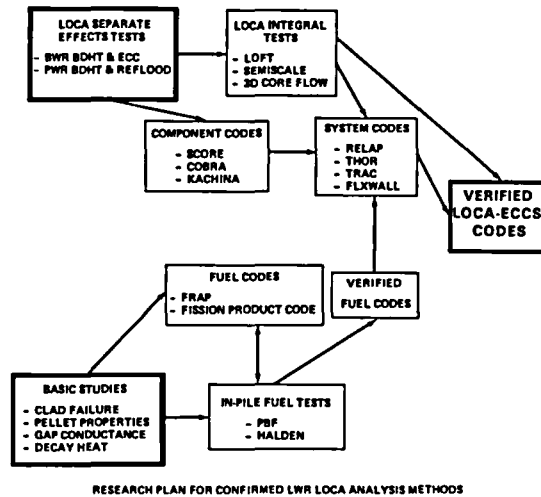 LOCA SEPARATE
EFFECTS TESTS
- BWR BDHT & ECC
- PWR BDHT & REFLOOD
LOCA INTEGRAL
TESTS
- LOFT
- SEMISCALE
- 3D CORE FLOW
COMPONENT CODES
- SCORE
- COBRA
- KACHINA
SYSTEM CODES
- RELAP
- THOR
- TRAC
- FLXWALL
VERIFIED
LOCA-ECCS
CODES
FUEL CODES
- FRAP
- FISSION PRODUCT CODE
VERIFIED
FUEL CODES
BASIC STUDIES
- CLAD FAILURE
- PELLET PROPERTIES
- GAP CONDUCTANCE
- DECAY HEAT
IN-PILE FUEL TESTS
- PBF
- HALDEN
RESEARCH PLAN FOR CONFIRMED LWR LOCA ANALYSIS METHODS